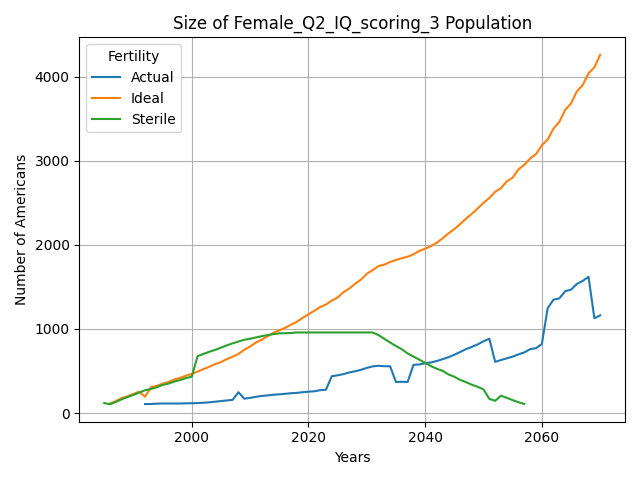 Size of Female_Q2_IQ_scoring_3 Population
Fertility
Actual
Ideal
Sterile
4000
3000
2000
1000
0
Number of Americans
2000
2020
2040
2060
Years